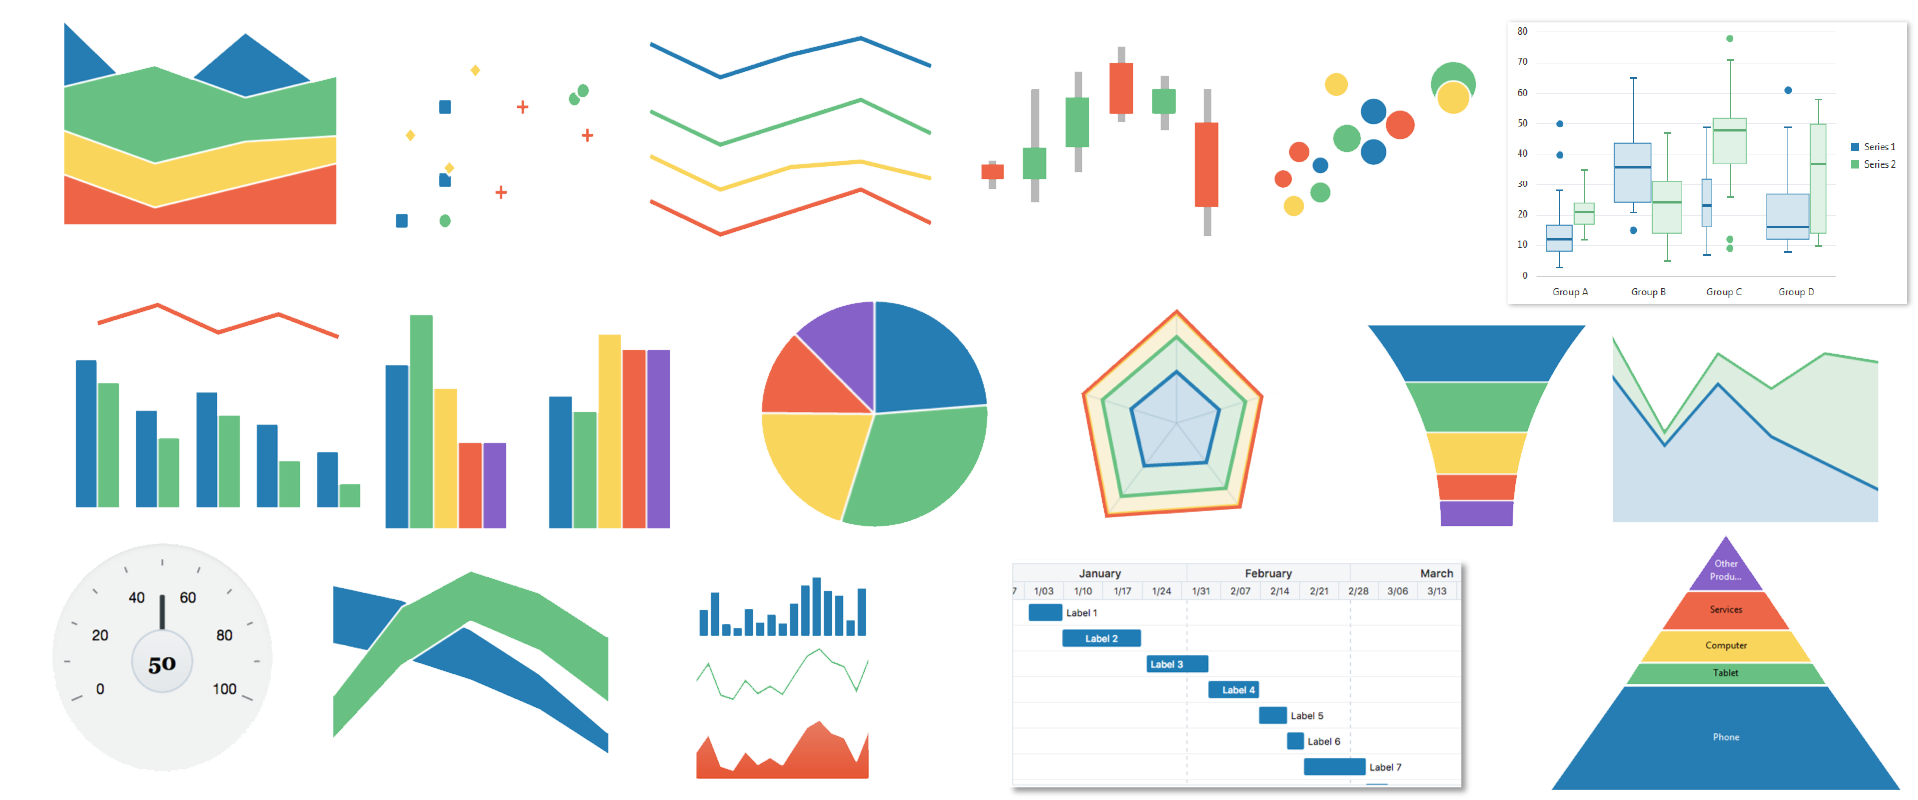 80
70
60
50
40
30
20
10
0
Group A Group B Group C Group D
Series 1
Series 2
40 60
20 80
0 100
50
January February March
7 1/03 1/10 1/17 1/24 1/31 2/07 2/14 2/21 2/28 3/06 3/13
Label 1
Label 2
Label 3
Label 4
Label 5
Label 6
Label 7
Other
Produ...
Services
Computer
Tablet
Phone